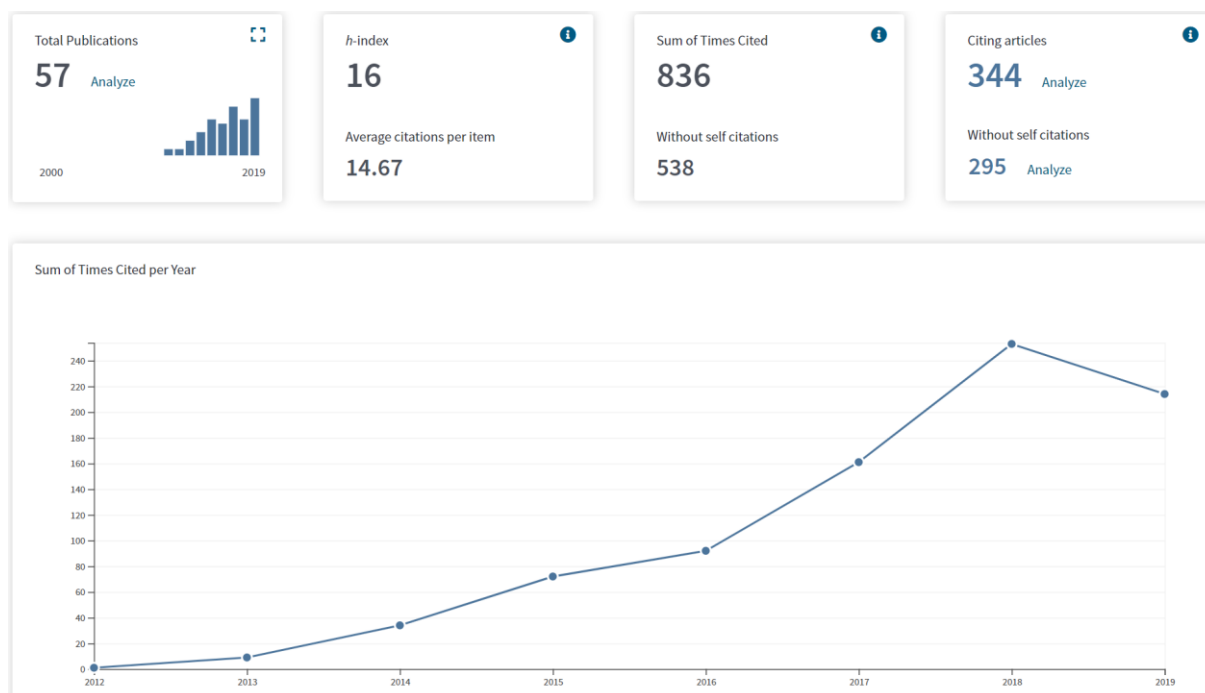 Total Publications
57 Analyze
2000 2019
h-index
16
Average citations per item
14.67
Sum of Times Cited
836
Without self citations
538
Citing articles
344 Analyze
Without self citations
295 Analyze
Sum of Times Cited per Year
240
220
200
180
160
140
120
100
80
60
40
20
0
2012 2013 2014 2015 2016 2017 2018 2019